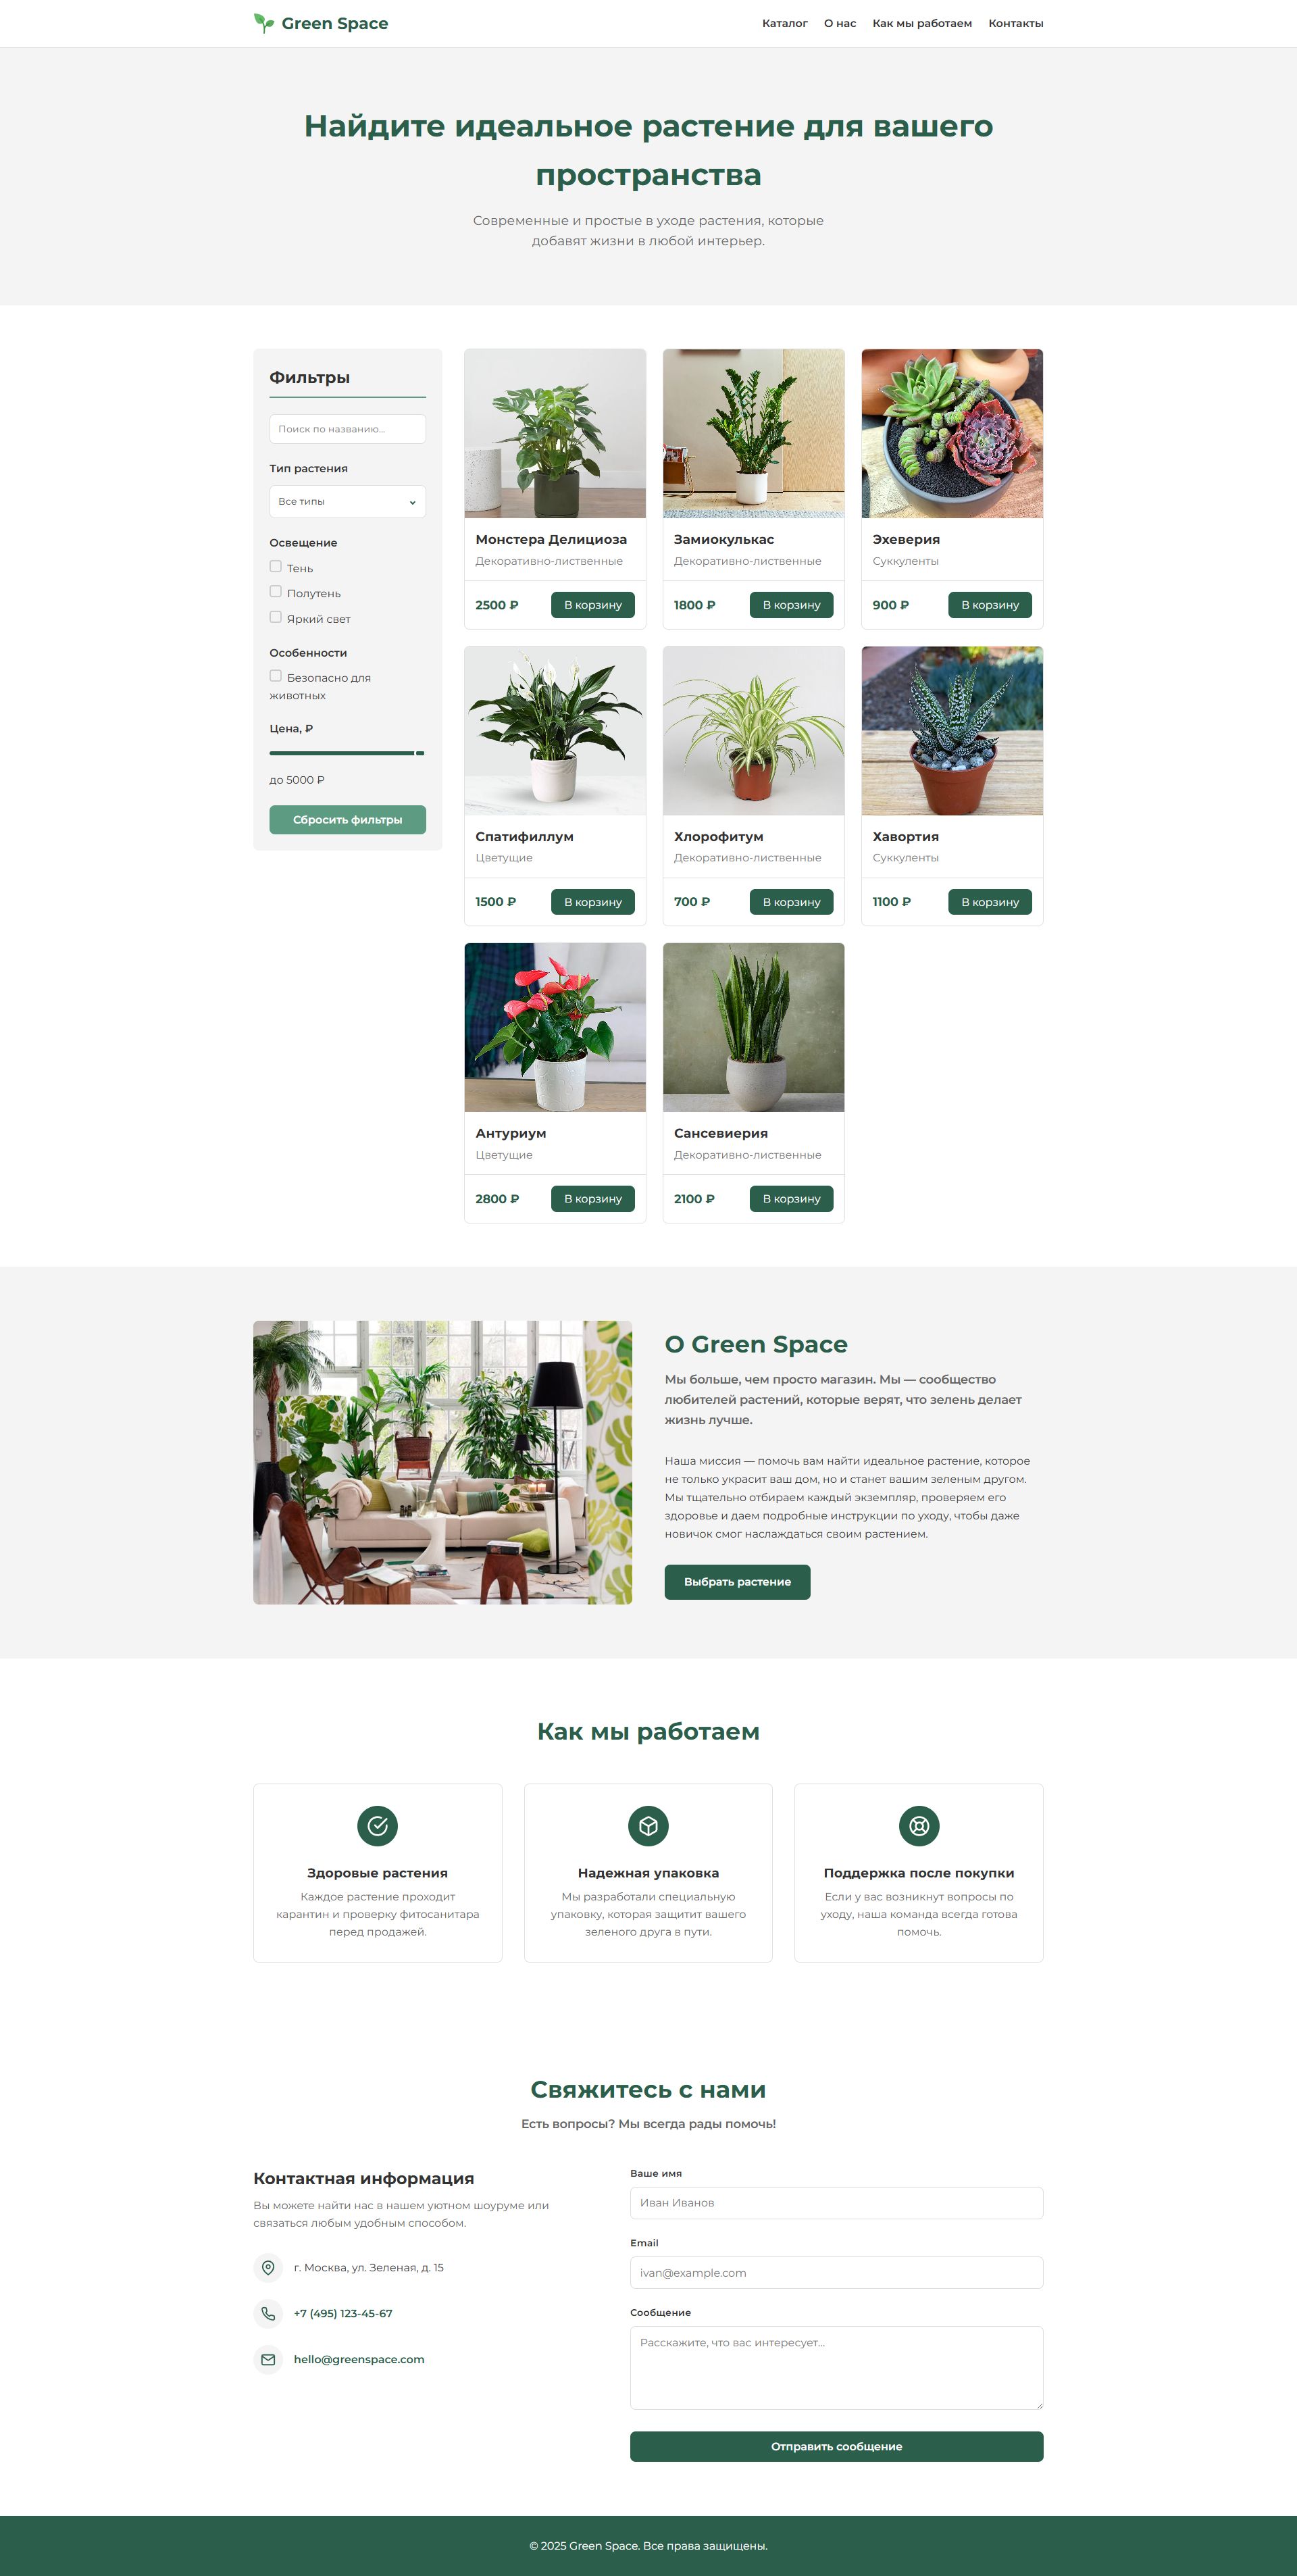 Green Space
Каталог
О нас
Как мы работаем
Контакты
Найдите идеальное растение для вашего
пространства
Современные и простые в уходе растения, которые
добавят жизни в любой интерьер.
Фильтры
Поиск по названию...
Тип растения
Все типы
Освещение
Тень
Полутень
Яркий свет
Особенности
Безопасно для
животных
Цена, ₽
до 5000 ₽
Сбросить фильтры
Монстера Делициоза
Декоративно-лиственные
2500 ₽
В корзину
Замиокулькас
Декоративно-лиственные
1800 ₽
В корзину
Эхеверия
Суккуленты
900 ₽
В корзину
Спатифиллум
Цветущие
1500 ₽
В корзину
Хлорофитум
Декоративно-лиственные
700 ₽
В корзину
Хавортия
Суккуленты
1100 ₽
В корзину
Антуриум
Цветущие
2800 ₽
В корзину
Сансевиерия
Декоративно-лиственные
2100 ₽
В корзину
О Green Space
Мы больше, чем просто магазин. Мы — сообщество
любителей растений, которые верят, что зелень делает
жизнь лучше.
Наша миссия — помочь вам найти идеальное растение, которое
не только украсит ваш дом, но и станет вашим зеленым другом.
Мы тщательно отбираем каждый экземпляр, проверяем его
здоровье и даем подробные инструкции по уходу, чтобы даже
новичок смог наслаждаться своим растением.
Выбрать растение
Как мы работаем
Здоровые растения
Каждое растение проходит
карантин и проверку фитосанитара
перед продажей.
Надежная упаковка
Мы разработали специальную
упаковку, которая защитит вашего
зеленого друга в пути.
Поддержка после покупки
Если у вас возникнут вопросы по
уходу, наша команда всегда готова
помочь.
Свяжитесь с нами
Есть вопросы? Мы всегда рады помочь!
Контактная информация
Вы можете найти нас в нашем уютном шоуруме или
связаться любым удобным способом.
г. Москва, ул. Зеленая, д. 15
+7 (495) 123-45-67
hello@greenspace.com
Ваше имя
Иван Иванов
Email
ivan@example.com
Сообщение
Расскажите, что вас интересует...
Отправить сообщение
© 2025 Green Space. Все права защищены.